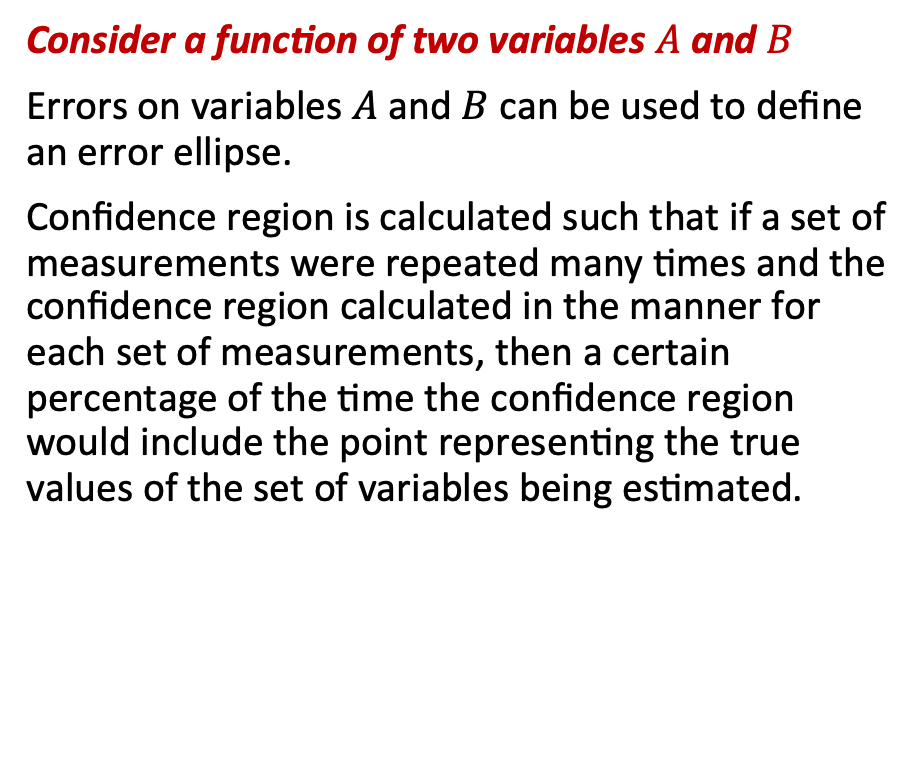 Consider a function of two variables A and B
Errors on variables A and B can be used to define
an error ellipse.
Confidence region is calculated such that if a set of
measurements were repeated many times and the
confidence region calculated in the manner for
each set of measurements, then a certain
percentage of the time the confidence region
would include the point representing the true
values of the set of variables being estimated.